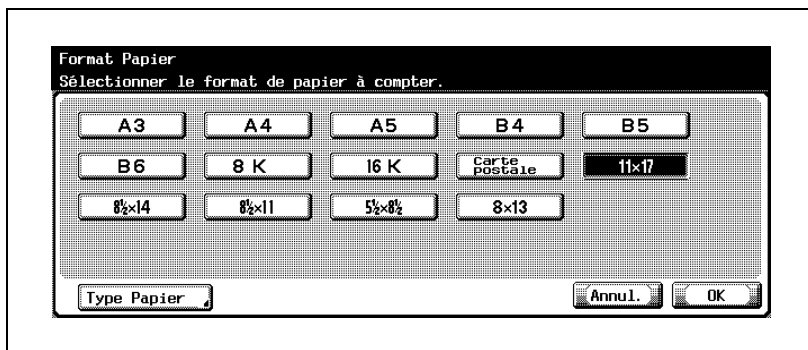 Format Papier
Sélectionner le format de papier à compter.
A3 A4 A5 B4 B5
B6 8 K 16 K Carte postale 11×17
8½×14 8½×11 5½×8½ 8×13
Type Papier Annul. OK